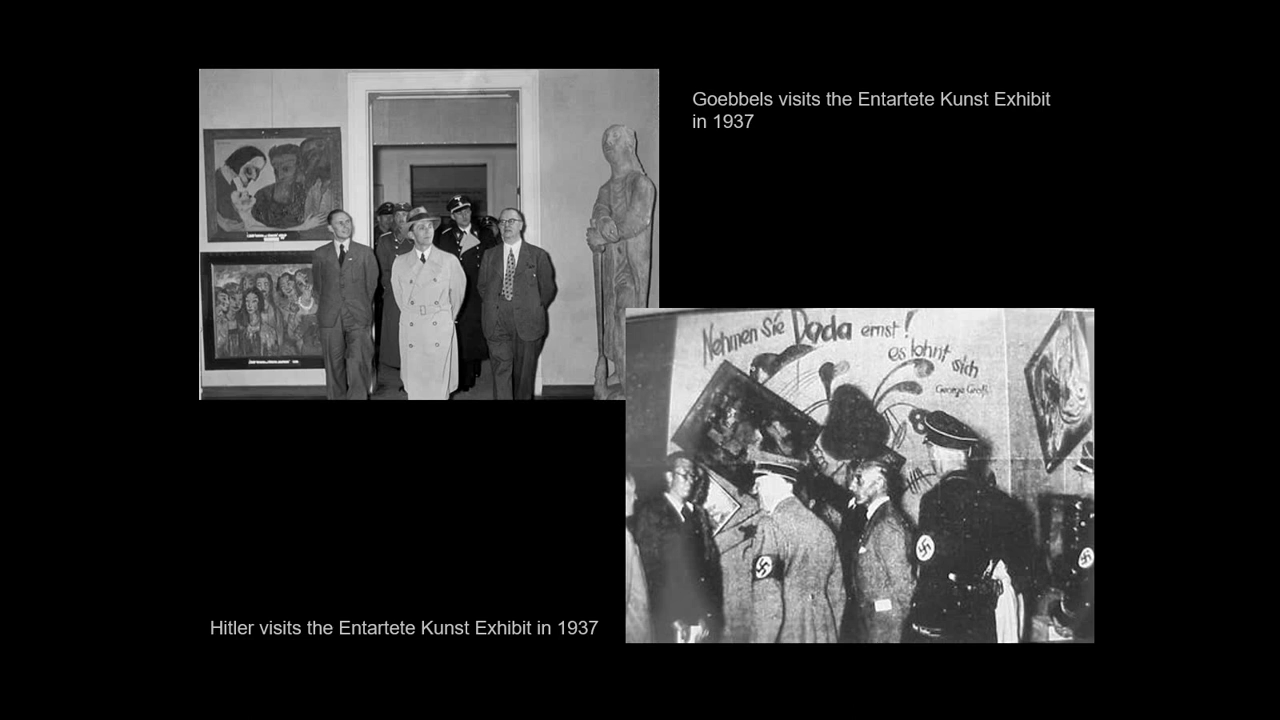 Goebbels visits the Entartete Kunst Exhibit
in 1937
Nehmen Sie Dada ernst!
es lohnt
sich
George Groß
Hitler visits the Entartete Kunst Exhibit in 1937